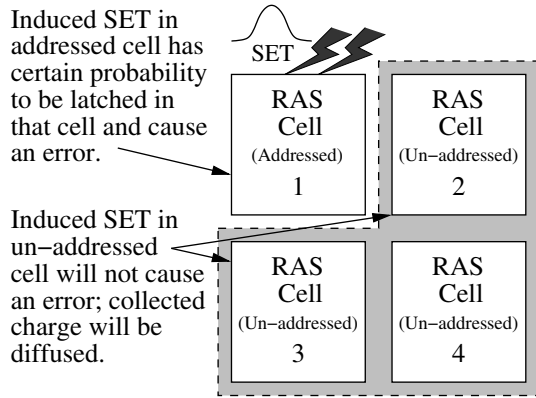 Induced SET in
addressed cell has
certain probability
to be latched in
that cell and cause
an error.
SET
RAS
Cell
(Addressed)
1
RAS
Cell
(Un-addressed)
2
Induced SET in
un-addressed
cell will not cause
an error; collected
charge will be
diffused.
RAS
Cell
(Un-addressed)
3
RAS
Cell
(Un-addressed)
4